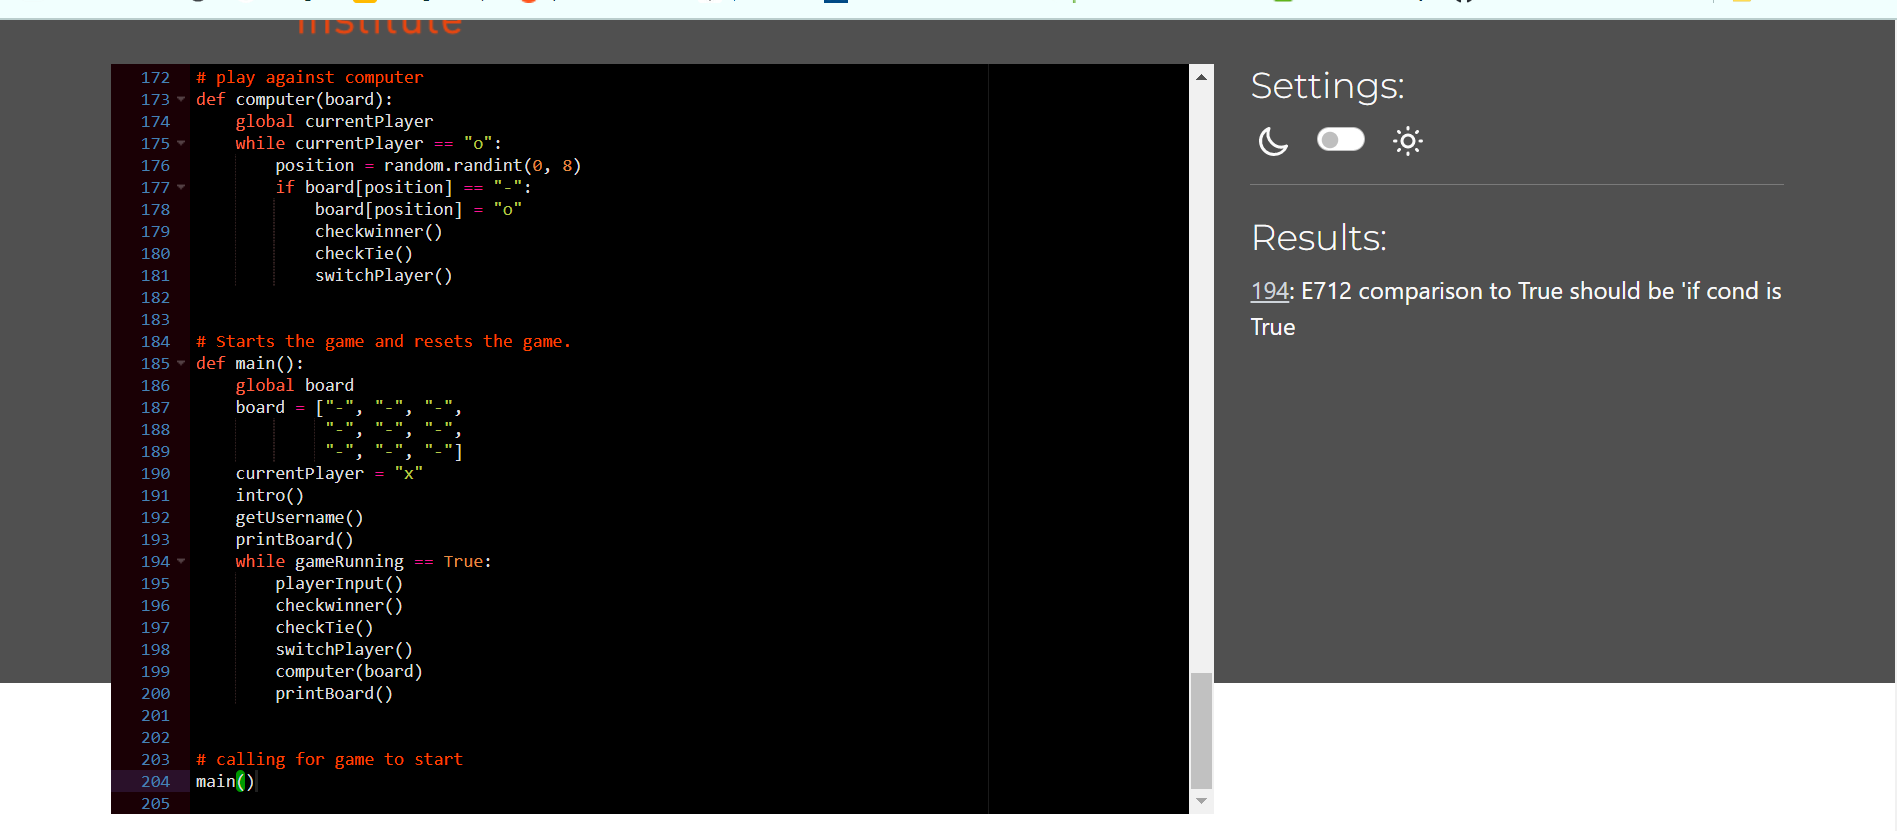 Institute
172 # play against computer
173 def computer(board):
174     global currentPlayer
175     while currentPlayer == "o":
176         position = random.randint(0, 8)
177         if board[position] == "-":
178             board[position] = "o"
179             checkwinner()
180             checkTie()
181             switchPlayer()
182
183
184 # Starts the game and resets the game.
185 def main():
186     global board
187     board = ["-", "-", "-",
188              "-", "-", "-",
189              "-", "-", "-"]
190     currentPlayer = "x"
191     intro()
192     getUsername()
193     printBoard()
194     while gameRunning == True:
195         playerInput()
196         checkwinner()
197         checkTie()
198         switchPlayer()
199         computer(board)
200         printBoard()
201
202
203 # calling for game to start
204 main()
205
Settings:
Results:
194: E712 comparison to True should be 'if cond is
True